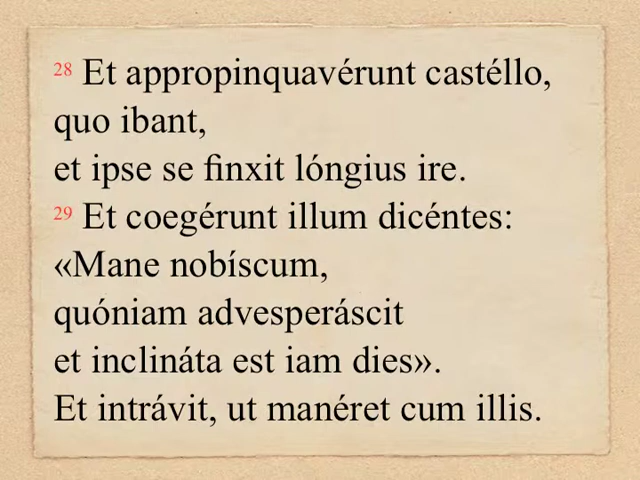 28 Et appropinquavérunt castéllo,
quo ibant,
et ipse se finxit lóngius ire.
29 Et coegérunt illum dicéntes:
«Mane nobíscum,
quóniam advesperáscit
et inclináta est iam dies».
Et intrávit, ut manéret cum illis.